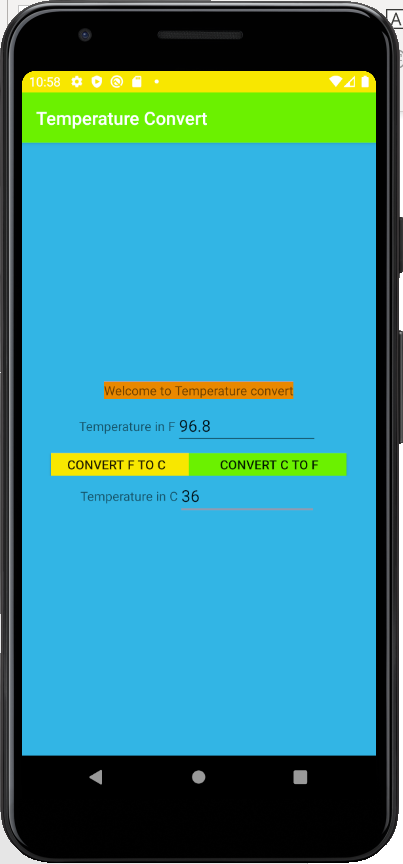 10:58
Temperature Convert
Welcome to Temperature convert
Temperature in F 96.8
CONVERT F TO C CONVERT C TO F
Temperature in C 36